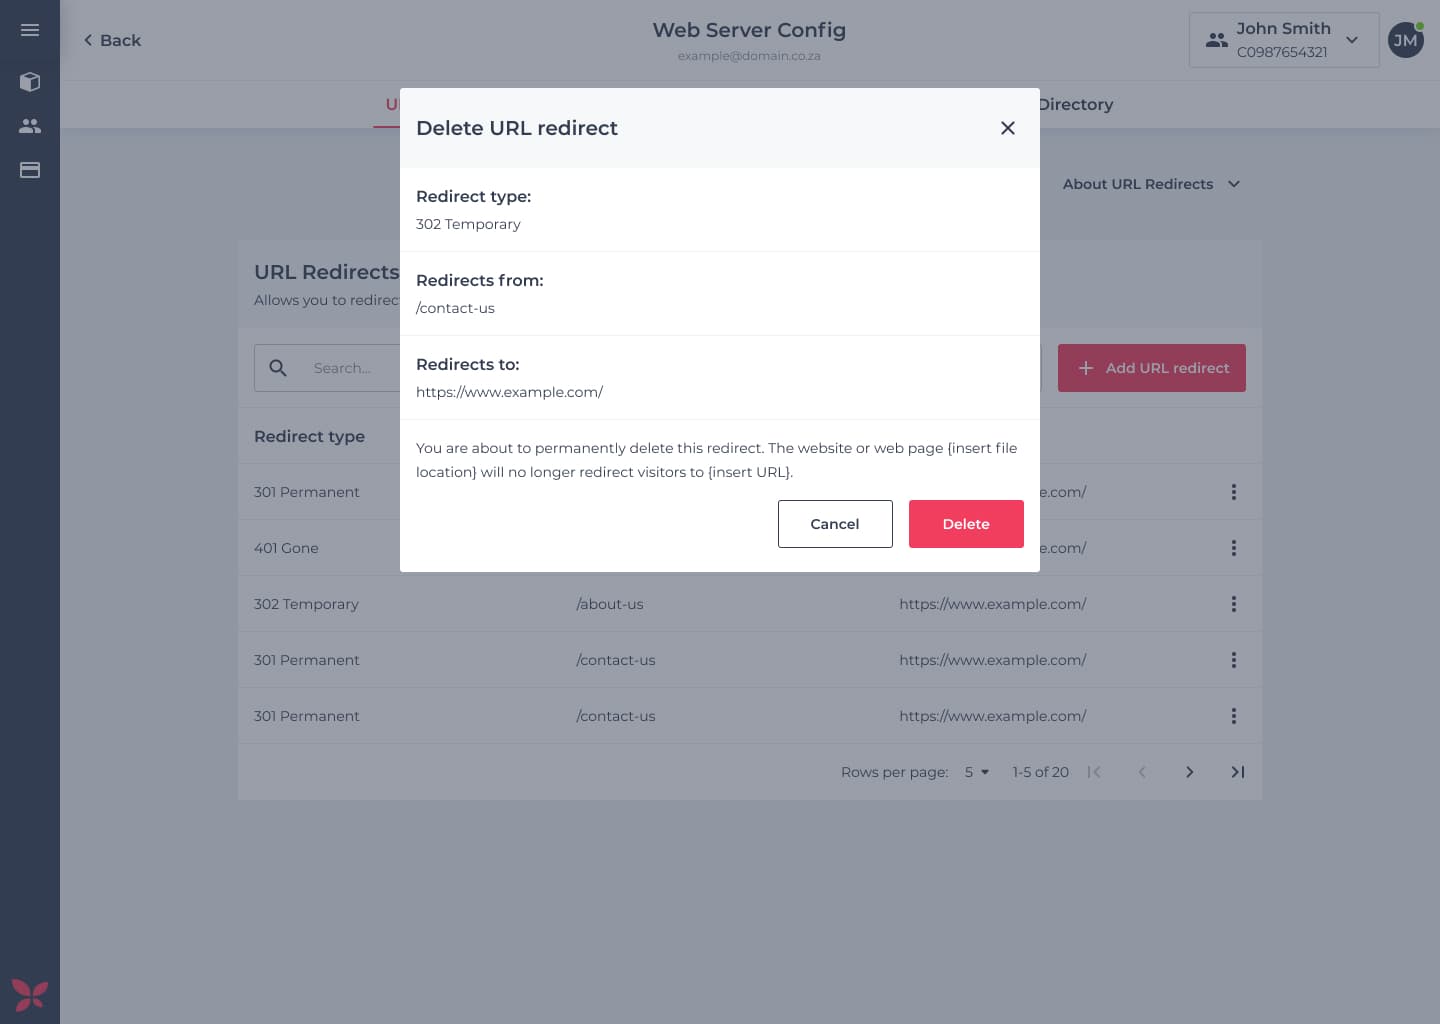 Back
Web Server Config
example@domain.co.za
John Smith
C0987654321
JM
Directory
Delete URL redirect
About URL Redirects
Redirect type:
302 Temporary
Redirects from:
/contact-us
Redirects to:
https://www.example.com/
You are about to permanently delete this redirect. The website or web page {insert file
location} will no longer redirect visitors to {insert URL}.
Cancel
Delete
URL Redirects
Allows you to redirect
Search...
Add URL redirect
Redirect type
301 Permanent
401 Gone
302 Temporary /about-us https://www.example.com/
301 Permanent /contact-us https://www.example.com/
301 Permanent /contact-us https://www.example.com/
Rows per page: 5 1-5 of 20